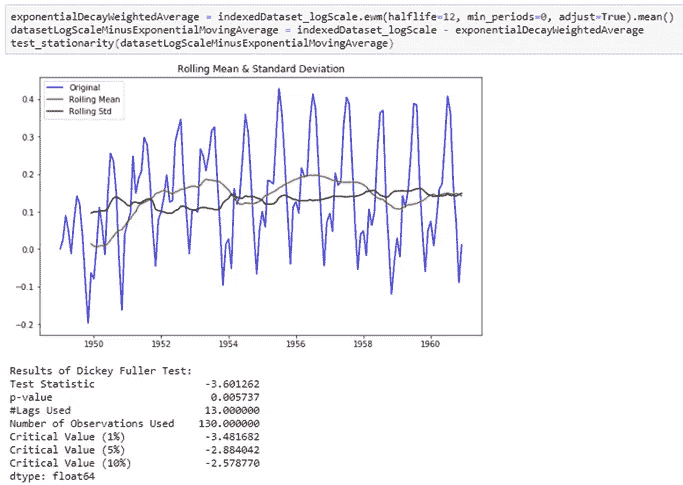 exponentialDecayWeightedAverage = indexedDataset_logScale.ewm(halflife=12, min_periods=0, adjust=True).mean()
datasetLogScaleMinusExponentialMovingAverage = indexedDataset_logScale - exponentialDecayWeightedAverage
test_stationarity(datasetLogScaleMinusExponentialMovingAverage)
Rolling Mean & Standard Deviation
Original
Rolling Mean
Rolling Std
0.4
0.3
0.2
0.1
0.0
−0.1
−0.2
1950 1952 1954 1956 1958 1960
Results of Dickey Fuller Test:
Test Statistic -3.601262
p-value 0.005737
#Lags Used 13.000000
Number of Observations Used 130.000000
Critical Value (1%) -3.481682
Critical Value (5%) -2.884042
Critical Value (10%) -2.578770
dtype: float64